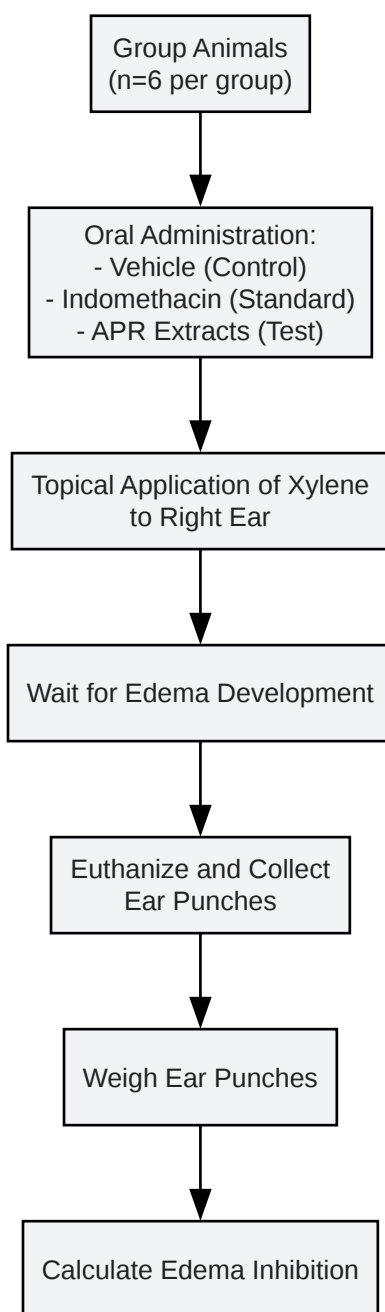 Group Animals
(n=6 per group)
Oral Administration:
- Vehicle (Control)
- Indomethacin (Standard)
- APR Extracts (Test)
Topical Application of Xylene
to Right Ear
Wait for Edema Development
Euthanize and Collect
Ear Punches
Weigh Ear Punches
Calculate Edema Inhibition